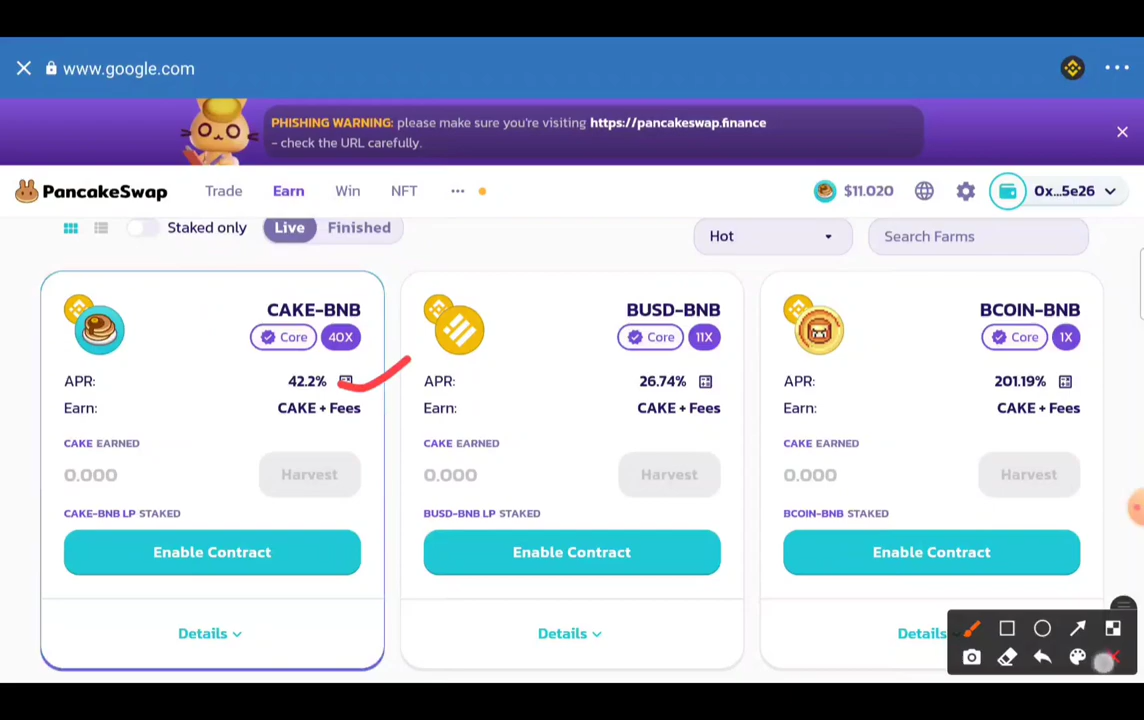 www.google.com
PHISHING WARNING: please make sure you're visiting https://pancakeswap.finance
- check the URL carefully.
PancakeSwap Trade Earn Win NFT $11.020 0x...5e26
Staked only Live Finished Hot Search Farms
CAKE-BNB BUSD-BNB BCOIN-BNB
Core 40X Core 11X Core 1X
APR: 42.2% APR: 26.74% APR: 201.19%
Earn: CAKE + Fees Earn: CAKE + Fees Earn: CAKE + Fees
CAKE EARNED CAKE EARNED CAKE EARNED
0.000 Harvest 0.000 Harvest 0.000 Harvest
CAKE-BNB LP STAKED BUSD-BNB LP STAKED BCOIN-BNB STAKED
Enable Contract Enable Contract Enable Contract
Details Details Details